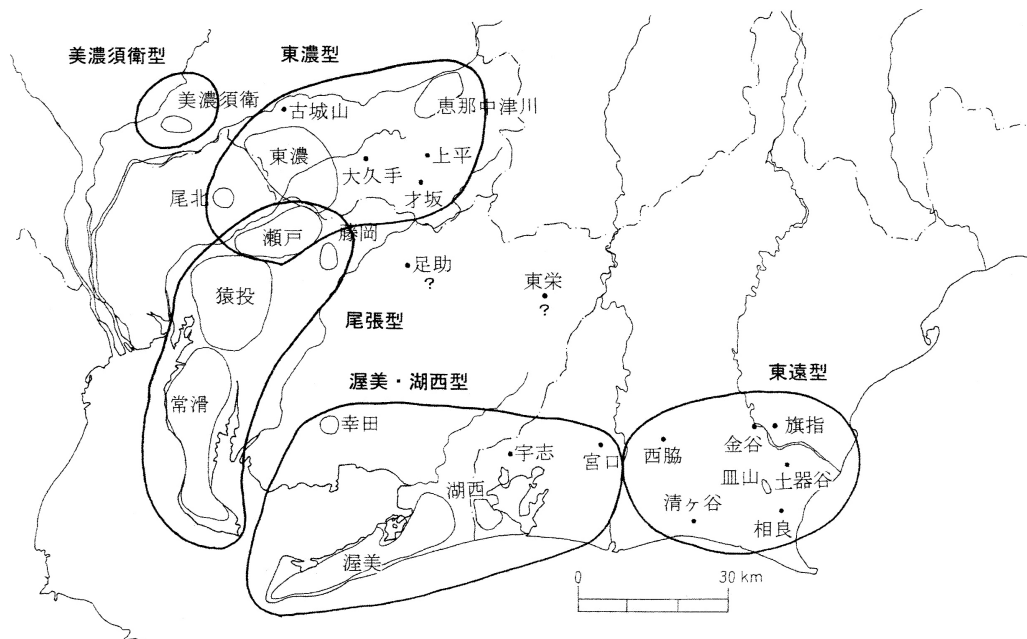 美濃須衛型
東濃型
美濃須衛
古城山
恵那中津川
東濃
大久手
上平
尾北
才坂
瀬戸
藤岡
足助
?
東栄
?
猿投
尾張型
渥美・湖西型
東遠型
常滑
幸田
宇志
宮口
西脇
金谷
旗指
湖西
皿山
土器谷
清ヶ谷
相良
渥美
0
30 km